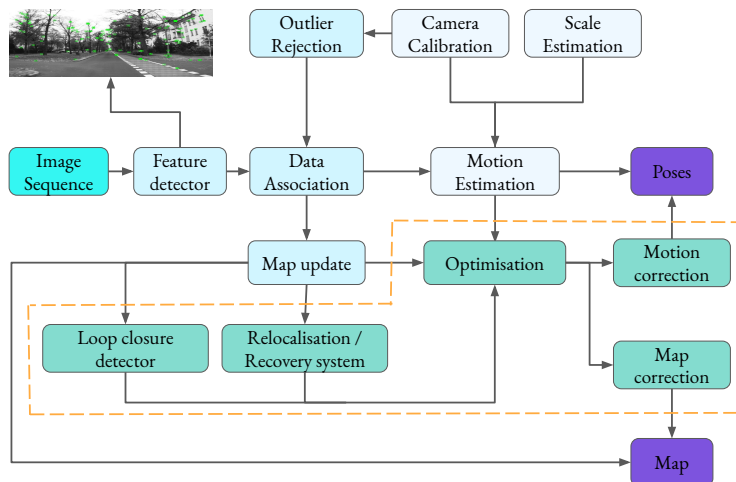 Outlier
Rejection
Camera
Calibration
Scale
Estimation
Image
Sequence
Feature
detector
Data
Association
Motion
Estimation
Poses
Map update
Optimisation
Motion
correction
Loop closure
detector
Relocalisation /
Recovery system
Map
correction
Map